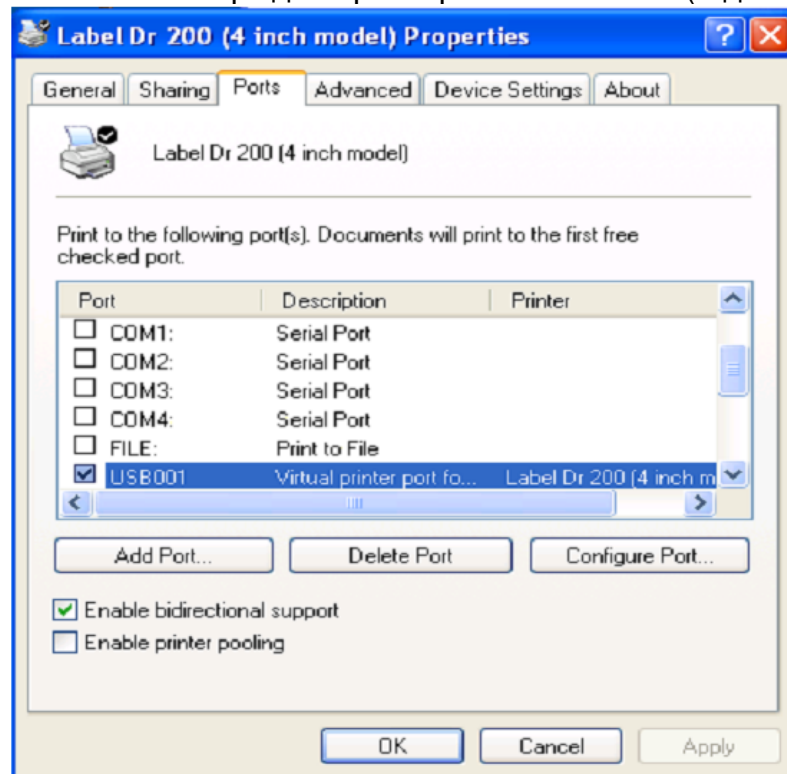 Label Dr 200 (4 inch model) Properties
General Sharing Ports Advanced Device Settings About
Label Dr 200 (4 inch model)
Print to the following port(s). Documents will print to the first free
checked port.
Port Description Printer
COM1: Serial Port
COM2: Serial Port
COM3: Serial Port
COM4: Serial Port
FILE: Print to File
USB001 Virtual printer port fo... Label Dr 200 (4 inch m
Add Port... Delete Port Configure Port...
Enable bidirectional support
Enable printer pooling
OK Cancel Apply